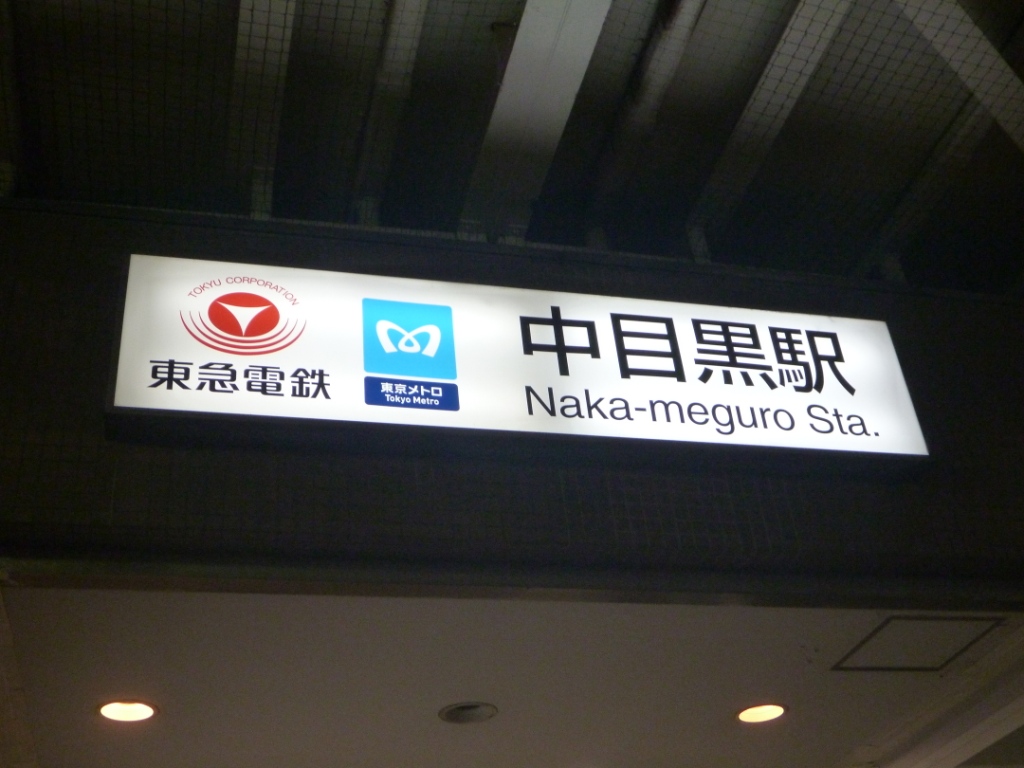 TOKYU CORPORATION
東急電鉄
東京メトロ
Tokyo Metro
中目黒駅
Naka-meguro Sta.